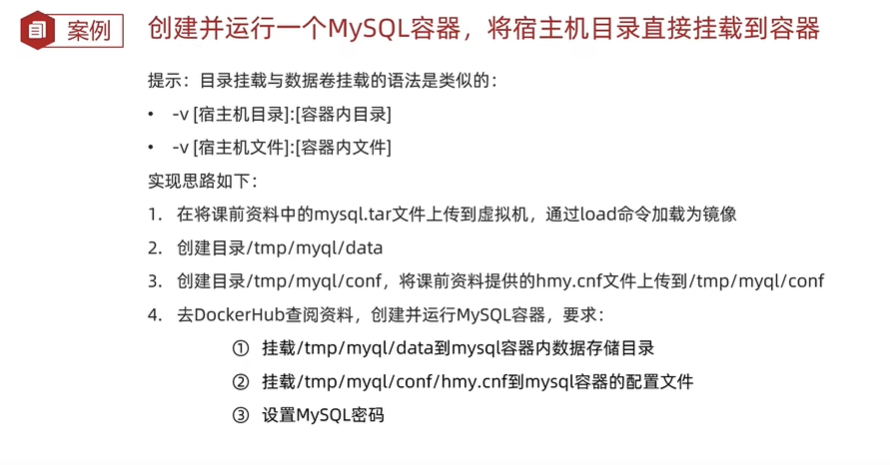 案例
创建并运行一个MySQL容器，将宿主机目录直接挂载到容器
提示：目录挂载与数据卷挂载的语法是类似的：
• -v [宿主机目录]:[容器内目录]
• -v [宿主机文件]:[容器内文件]
实现思路如下：
1. 在将课前资料中的mysql.tar文件上传到虚拟机，通过load命令加载为镜像
2. 创建目录/tmp/myql/data
3. 创建目录/tmp/myql/conf，将课前资料提供的hmy.cnf文件上传到/tmp/myql/conf
4. 去DockerHub查阅资料，创建并运行MySQL容器，要求：
① 挂载/tmp/myql/data到mysql容器内数据存储目录
② 挂载/tmp/myql/conf/hmy.cnf到mysql容器的配置文件
③ 设置MySQL密码